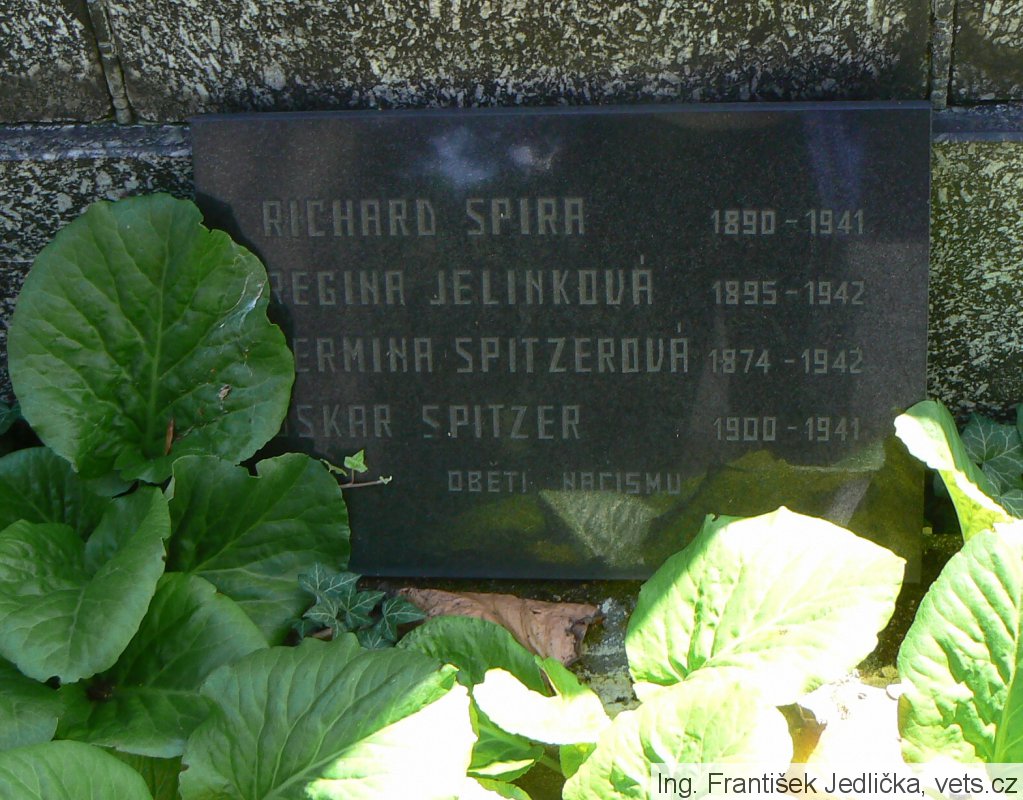 RICHARD SPIRA 1890 - 1941
REGINA JELINKOVÁ 1895 - 1942
ERMINA SPITZEROVÁ 1874 - 1942
SKAR SPITZER 1900 - 1941
OBĚTI NACISMU
Ing. František Jedlička, vets.cz